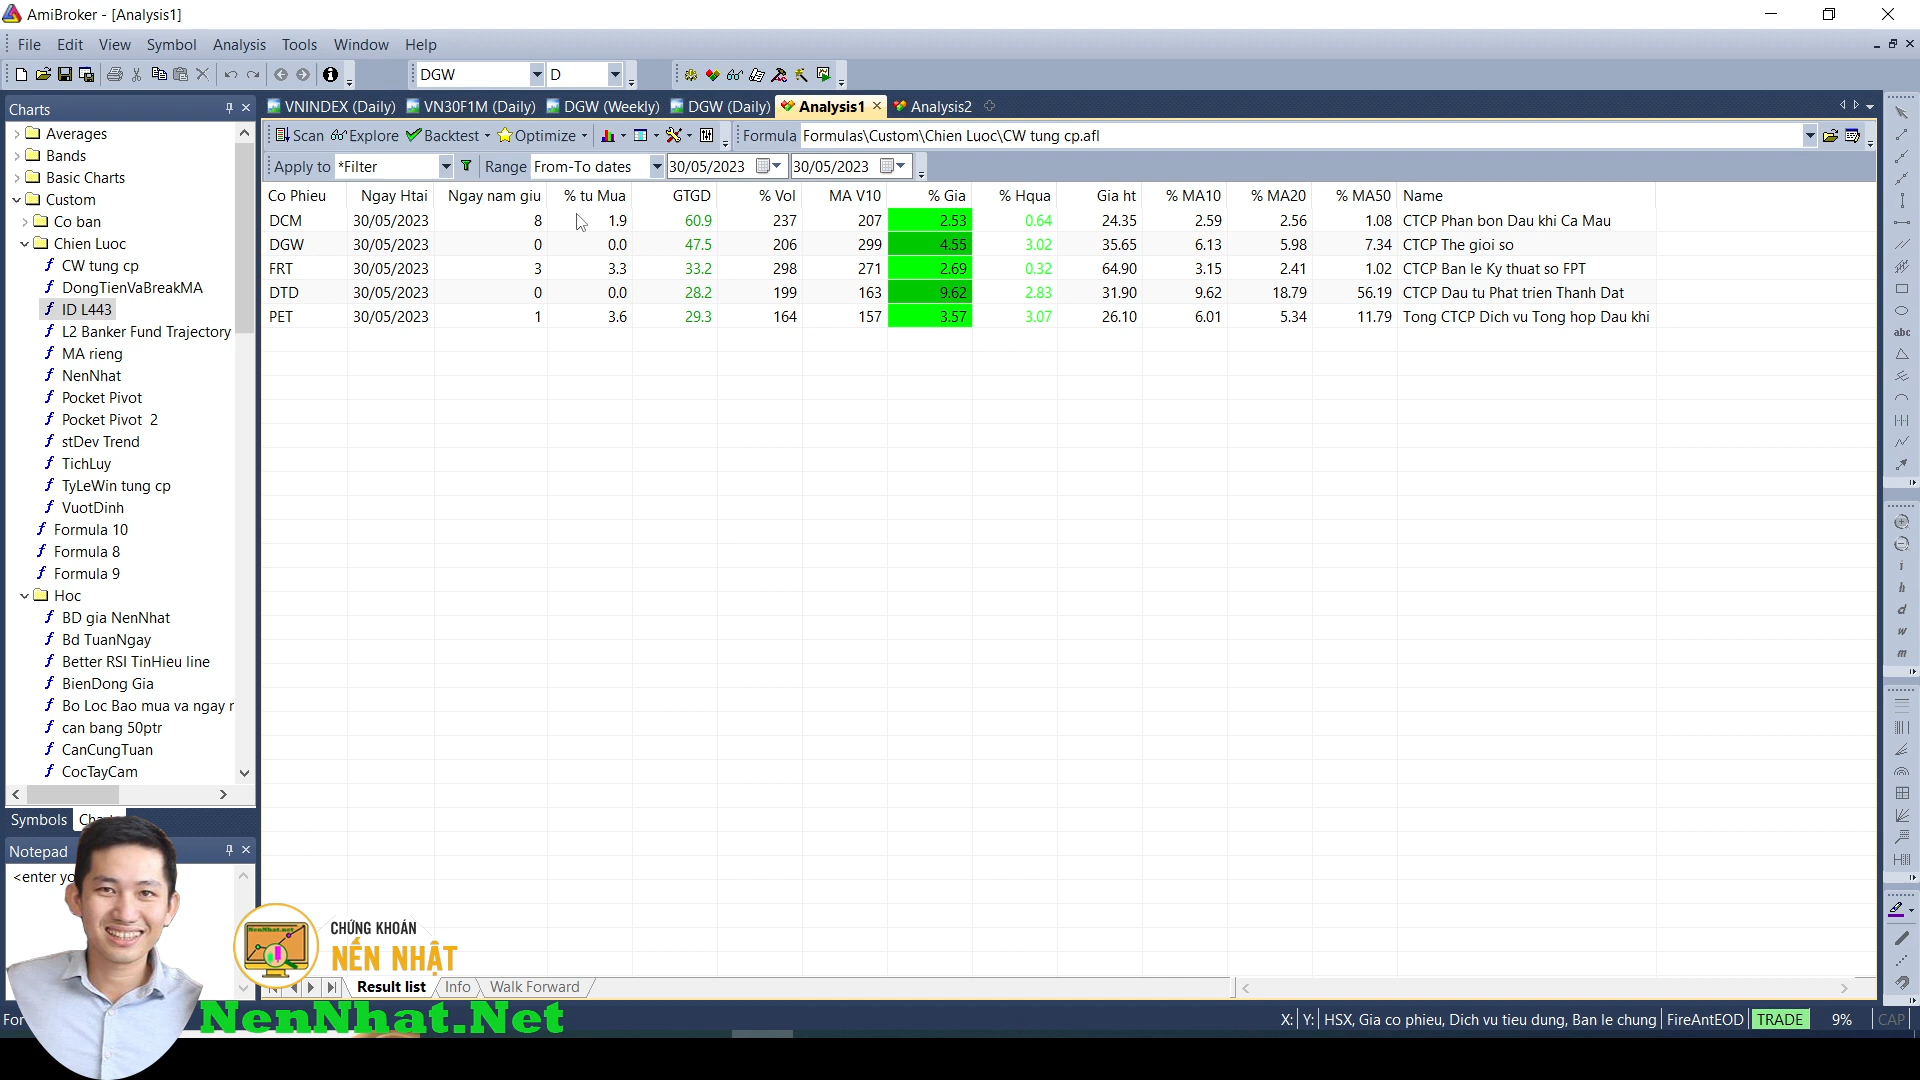 AmiBroker - [Analysis1]
File Edit View Symbol Analysis Tools Window Help
DGW D
Charts
VNINDEX (Daily) VN30F1M (Daily) DGW (Weekly) DGW (Daily) Analysis1 Analysis2
Scan Explore Backtest Optimize Formula Formulas\Custom\Chien Luoc\CW tung cp.afl
Apply to *Filter Range From-To dates 30/05/2023 30/05/2023
Co Phieu Ngay Htai Ngay nam giu % tu Mua GTGD % Vol MA V10 % Gia % Hqua Gia ht % MA10 % MA20 % MA50 Name
DCM 30/05/2023 8 1.9 60.9 237 207 2.53 0.64 24.35 2.59 2.56 1.08 CTCP Phan bon Dau khi Ca Mau
DGW 30/05/2023 0 0.0 47.5 206 299 4.55 3.02 35.65 6.13 5.98 7.34 CTCP The gioi so
FRT 30/05/2023 3 3.3 33.2 298 271 2.69 0.32 64.90 3.15 2.41 1.02 CTCP Ban le Ky thuat so FPT
DTD 30/05/2023 0 0.0 28.2 199 163 9.62 2.83 31.90 9.62 18.79 56.19 CTCP Dau tu Phat trien Thanh Dat
PET 30/05/2023 1 3.6 29.3 164 157 3.57 3.07 26.10 6.01 5.34 11.79 Tong CTCP Dich vu Tong hop Dau khi
Averages
Bands
Basic Charts
Custom
Co ban
Chien Luoc
CW tung cp
DongTienVaBreakMA
ID L443
L2 Banker Fund Trajectory
MA rieng
NenNhat
Pocket Pivot
Pocket Pivot 2
stDev Trend
TichLuy
TyLeWin tung cp
VuotDinh
Formula 10
Formula 8
Formula 9
Hoc
BD gia NenNhat
Bd TuanNgay
Better RSI TinHieu line
BienDong Gia
Bo Loc Bao mua va ngay r
can bang 50ptr
CanCungTuan
CocTayCam
Symbols
Notepad
<enter yo
abc
i
h
d
w
m
NenNhat.net
CHỨNG KHOÁN
NẾN NHẬT
Result list Info Walk Forward
NenNhat.Net
For
X: Y: HSX, Gia co phieu, Dich vu tieu dung, Ban le chung FireAntEOD TRADE 9% CAP